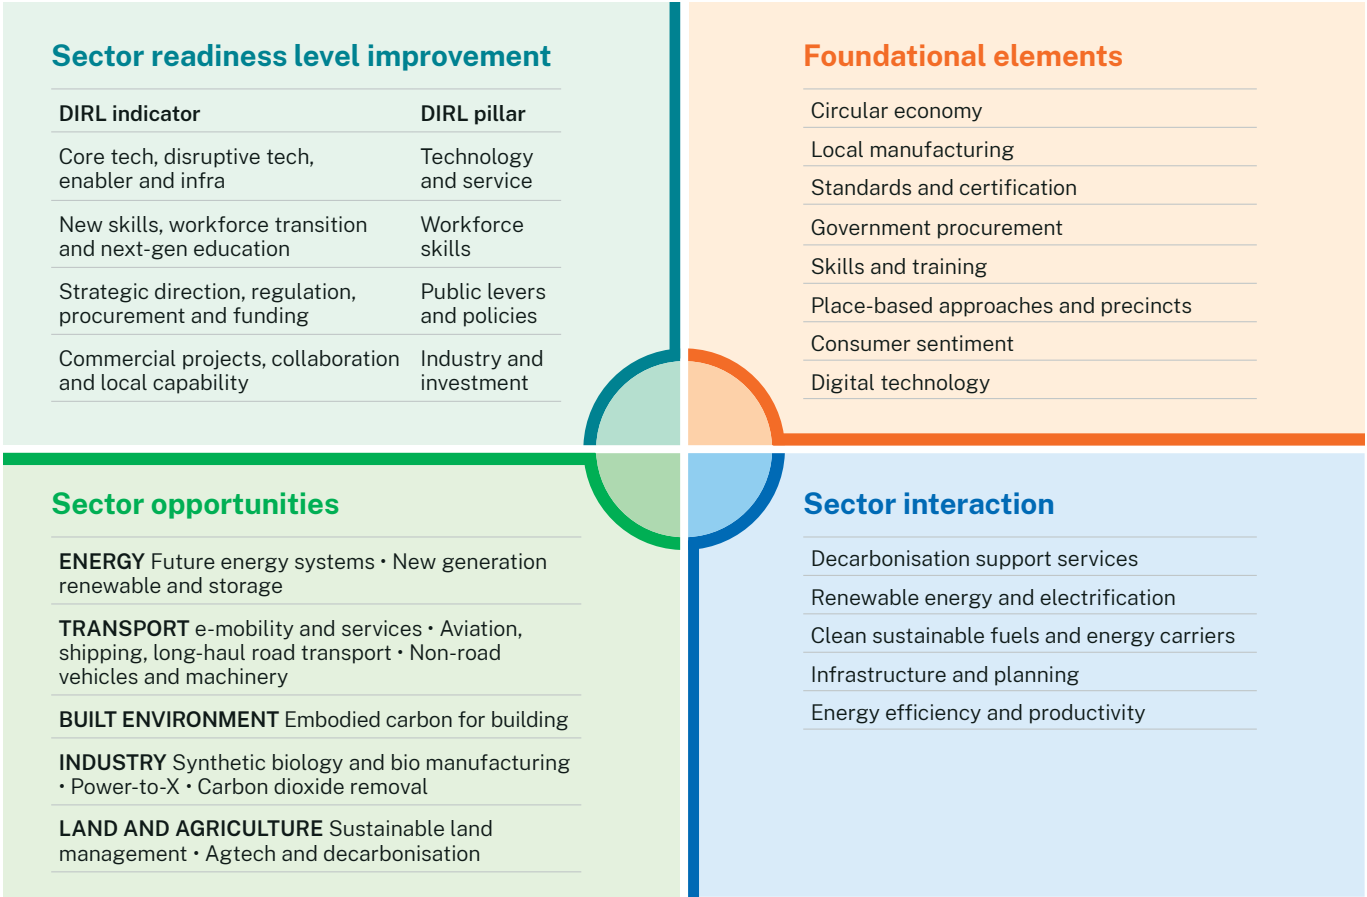 Sector readiness level improvement
DIRL indicator DIRL pillar
Core tech, disruptive tech, Technology
enabler and infra and service
New skills, workforce transition Workforce
and next-gen education skills
Strategic direction, regulation, Public levers
procurement and funding and policies
Commercial projects, collaboration Industry and
and local capability investment
Foundational elements
Circular economy
Local manufacturing
Standards and certification
Government procurement
Skills and training
Place-based approaches and precincts
Consumer sentiment
Digital technology
Sector opportunities
ENERGY Future energy systems • New generation
renewable and storage
TRANSPORT e-mobility and services • Aviation,
shipping, long-haul road transport • Non-road
vehicles and machinery
BUILT ENVIRONMENT Embodied carbon for building
INDUSTRY Synthetic biology and bio manufacturing
• Power-to-X • Carbon dioxide removal
LAND AND AGRICULTURE Sustainable land
management • Agtech and decarbonisation
Sector interaction
Decarbonisation support services
Renewable energy and electrification
Clean sustainable fuels and energy carriers
Infrastructure and planning
Energy efficiency and productivity